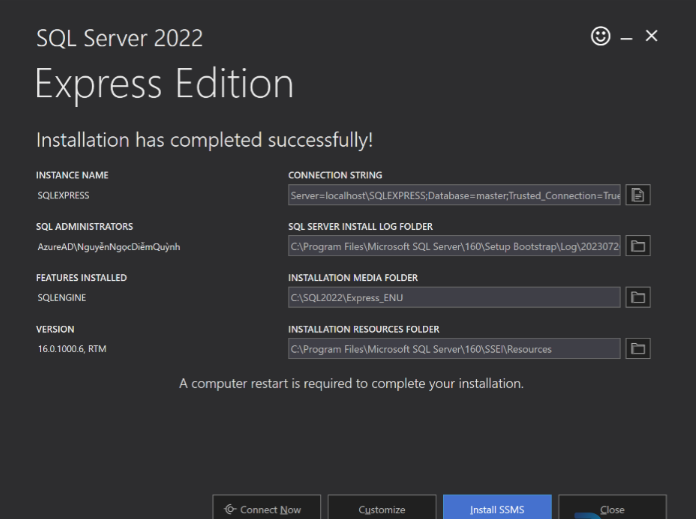 SQL Server 2022
Express Edition
Installation has completed successfully!
INSTANCE NAME
SQLEXPRESS
CONNECTION STRING
Server=localhost\SQLEXPRESS;Database=master;Trusted_Connection=True
SQL ADMINISTRATORS
AzureAD\NguyễnNgọcDiễmQuỳnh
SQL SERVER INSTALL LOG FOLDER
C:\Program Files\Microsoft SQL Server\160\Setup Bootstrap\Log\2023072
FEATURES INSTALLED
SQLENGINE
INSTALLATION MEDIA FOLDER
C:\SQL2022\Express_ENU
VERSION
16.0.1000.6, RTM
INSTALLATION RESOURCES FOLDER
C:\Program Files\Microsoft SQL Server\160\SSEI\Resources
A computer restart is required to complete your installation.
Connect Now
Customize
Install SSMS
Close